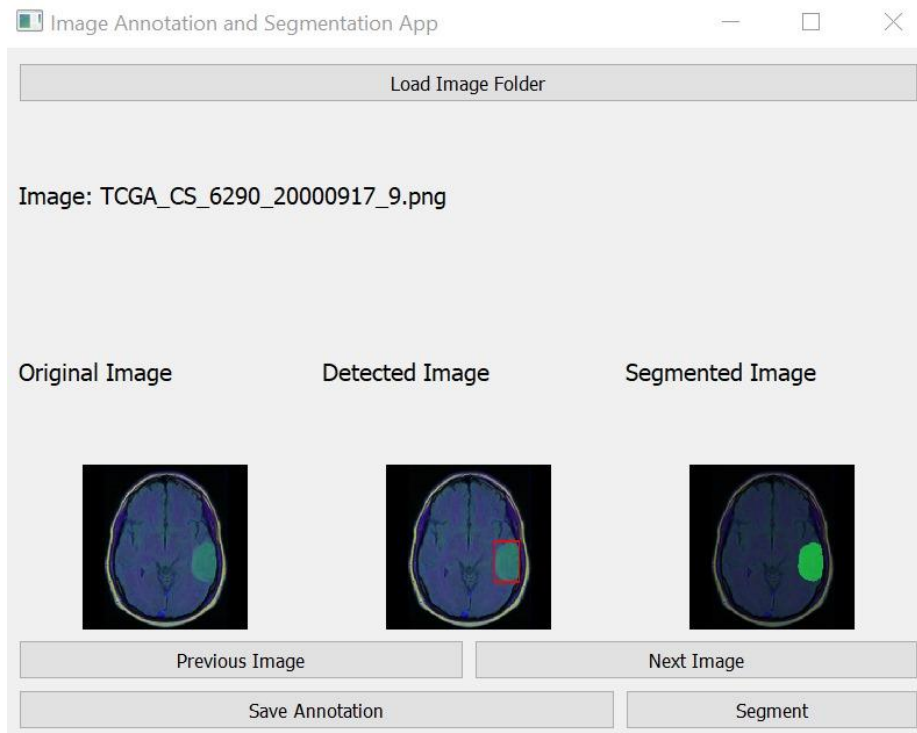 Image Annotation and Segmentation App
Load Image Folder
Image: TCGA_CS_6290_20000917_9.png
Original Image Detected Image Segmented Image
Previous Image Next Image
Save Annotation Segment